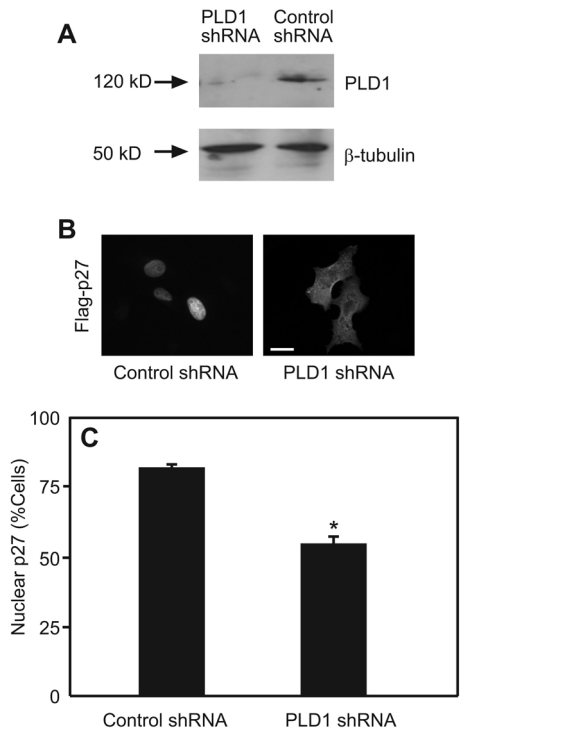 A
PLD1 shRNA
Control shRNA
120 kD
PLD1
50 kD
β-tubulin
B
Flag-p27
Control shRNA
PLD1 shRNA
C
Nuclear p27 (%Cells)
100
75
50
25
0
*
Control shRNA
PLD1 shRNA